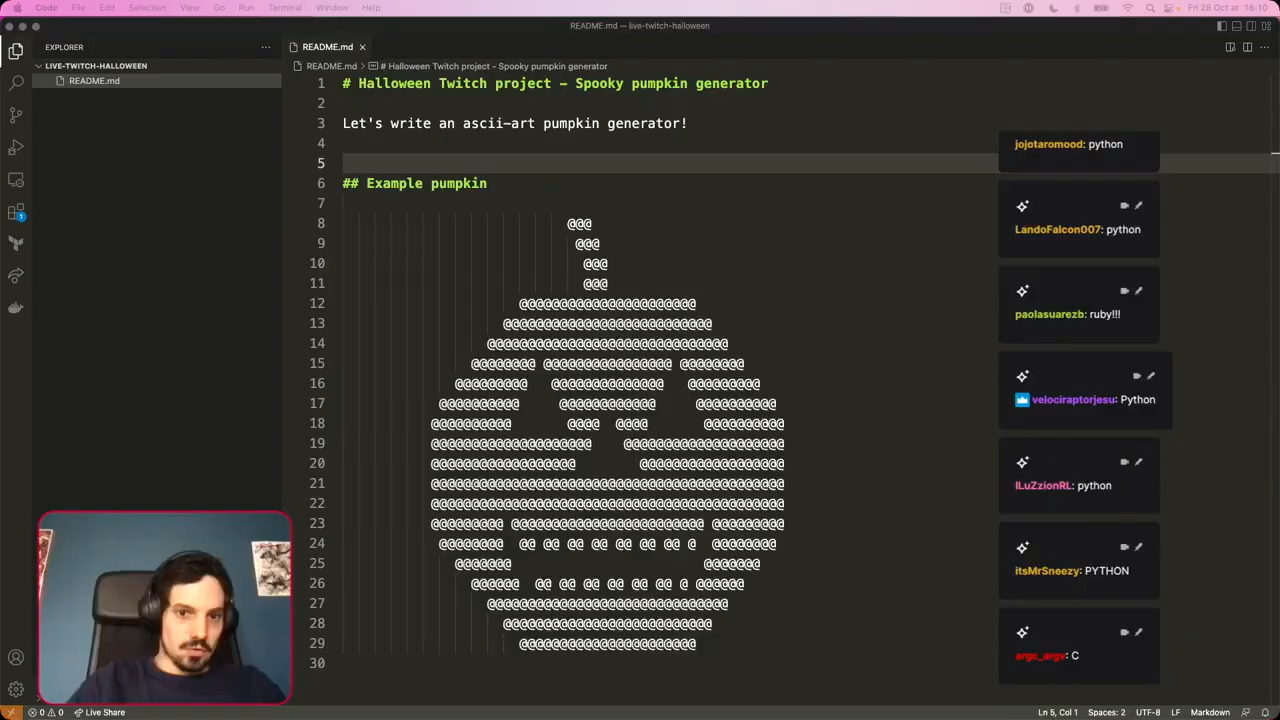 Code File Edit Selection View Go Run Terminal Window Help Fri 28 Oct at 16:10
README.md — live-twitch-halloween
EXPLORER ···
LIVE-TWITCH-HALLOWEEN
README.md
README.md ×
README.md > # Halloween Twitch project - Spooky pumpkin generator
1 # Halloween Twitch project - Spooky pumpkin generator
2
3 Let's write an ascii-art pumpkin generator!
4
5
6 ## Example pumpkin
7
8 @@@
9 @@@
10 @@@
11 @@@
12 @@@@@@@@@@@@@@@@@@@@@@
13 @@@@@@@@@@@@@@@@@@@@@@@@@@
14 @@@@@@@@@@@@@@@@@@@@@@@@@@@@@@
15 @@@@@@@@ @@@@@@@@@@@@@@@@ @@@@@@@@
16 @@@@@@@@@ @@@@@@@@@@@@@@ @@@@@@@@@
17 @@@@@@@@@@ @@@@@@@@@@@@ @@@@@@@@@@
18 @@@@@@@@@@ @@@@ @@@@ @@@@@@@@@@
19 @@@@@@@@@@@@@@@@@@@@ @@@@@@@@@@@@@@@@@@@@
20 @@@@@@@@@@@@@@@@@@ @@@@@@@@@@@@@@@@@@
21 @@@@@@@@@@@@@@@@@@@@@@@@@@@@@@@@@@@@@@@@@@@@
22 @@@@@@@@@@@@@@@@@@@@@@@@@@@@@@@@@@@@@@@@@@@@
23 @@@@@@@@@ @@@@@@@@@@@@@@@@@@@@@@@@ @@@@@@@@@
24 @@@@@@@@ @@ @@ @@ @@ @@ @@ @@ @ @@@@@@@@
25 @@@@@@@ @@@@@@@
26 @@@@@@ @@ @@ @@ @@ @@ @@ @ @@@@@@
27 @@@@@@@@@@@@@@@@@@@@@@@@@@@@@@
28 @@@@@@@@@@@@@@@@@@@@@@@@@@
29 @@@@@@@@@@@@@@@@@@@@@@
30
jojotaromood: python
LandoFalcon007: python
paolasuarezb: ruby!!!
velociraptorjesu: Python
ILuZzionRL: python
itsMrSneezy: PYTHON
argc_argv: C
1
0 0 Live Share
Ln 5, Col 1 Spaces: 2 UTF-8 LF Markdown